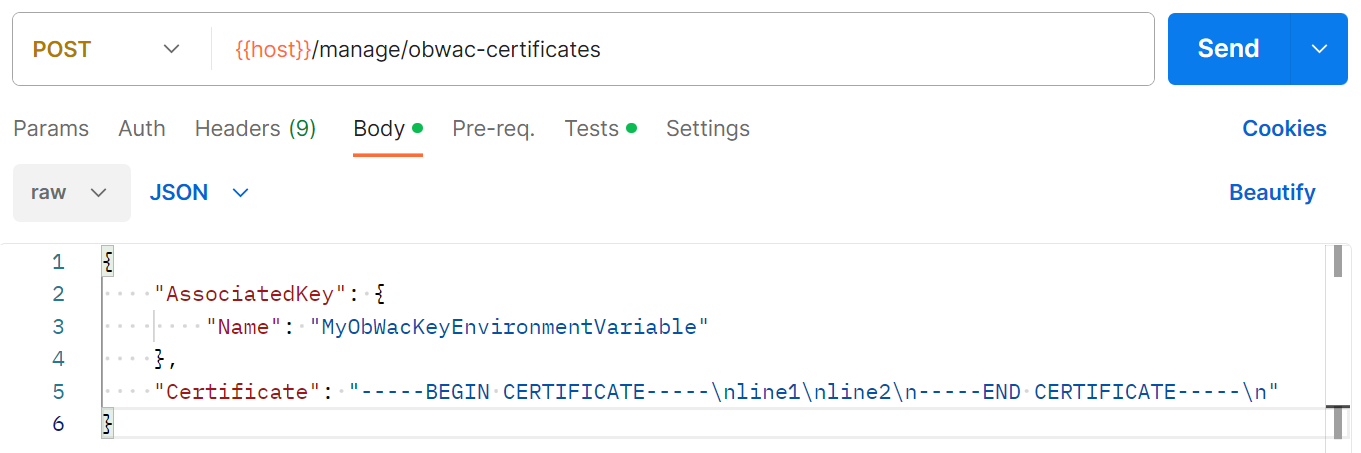 POST {{host}}/manage/obwac-certificates Send
Params Auth Headers (9) Body Pre-req. Tests Settings Cookies
raw JSON Beautify
1 {
2 "AssociatedKey": {
3 "Name": "MyObWacKeyEnvironmentVariable"
4 },
5 "Certificate": "-----BEGIN CERTIFICATE-----\nline1\nline2\n-----END CERTIFICATE-----\n"
6 }